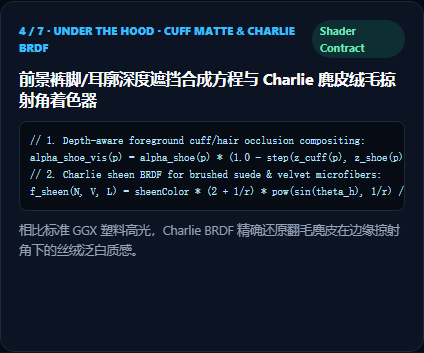 4 / 7 · UNDER THE HOOD · CUFF MATTE & CHARLIE
BRDF
Shader
Contract
前景裤脚/耳廓深度遮挡合成方案与 Charlie 麂皮绒毛掠
射角着色器
// 1. Depth-aware foreground cuff/hair occlusion compositing:
alpha_shoe_vis(p) = alpha_shoe(p) * (1.0 - step(z_cuff(p), z_shoe(p)
// 2. Charlie sheen BRDF for brushed suede & velvet microfibers:
f_sheen(N, V, L) = sheenColor * (2 + 1/r) * pow(sin(theta_h), 1/r) /
相比标准 GGX 塑料高光，Charlie BRDF 精确还原翻毛麂皮在边缘掠射
角下的丝绒泛白质感。